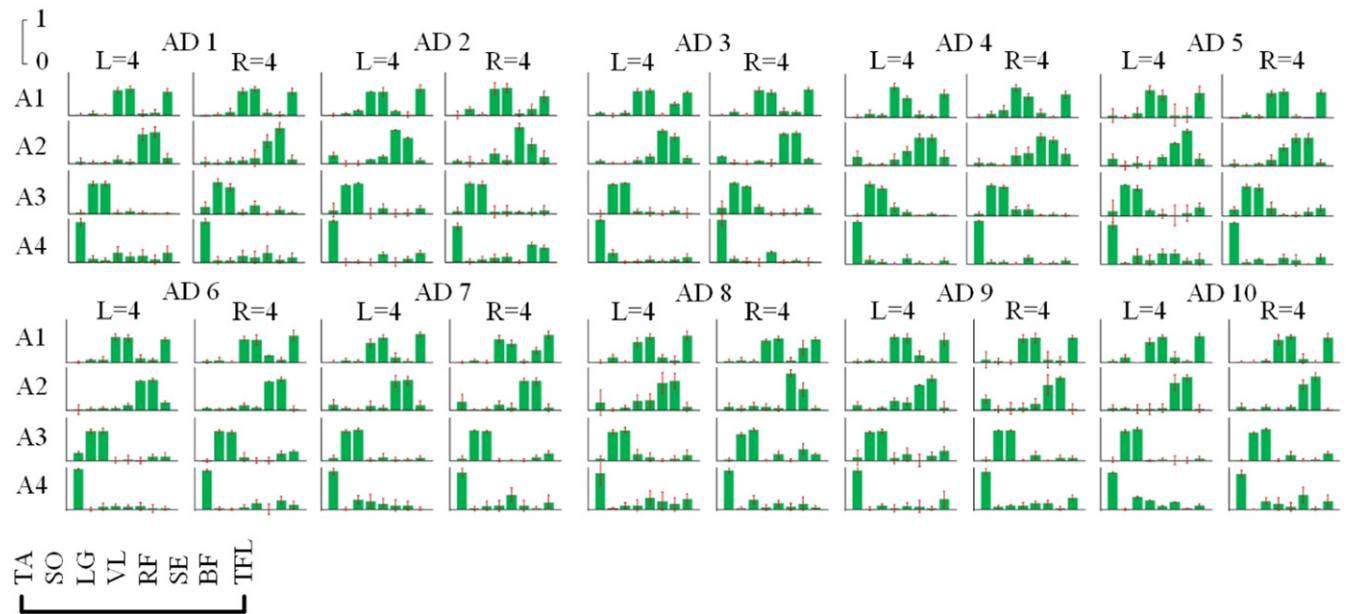 1
0
AD 1 AD 2 AD 3 AD 4 AD 5
L=4 R=4 L=4 R=4 L=4 R=4 L=4 R=4 L=4 R=4
A1
A2
A3
A4
AD 6 AD 7 AD 8 AD 9 AD 10
L=4 R=4 L=4 R=4 L=4 R=4 L=4 R=4 L=4 R=4
A1
A2
A3
A4
TA SO LG VL RF SE BF TFL